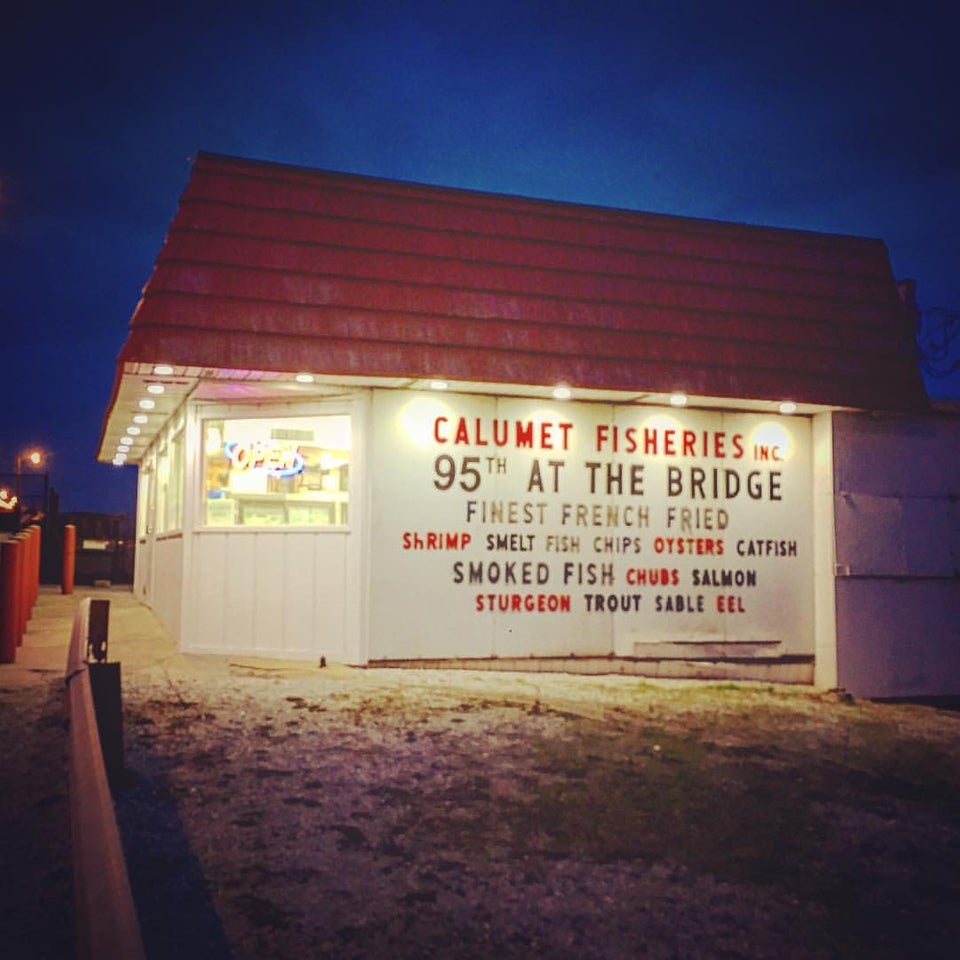 OPEN
CALUMET FISHERIES INC.
95TH AT THE BRIDGE
FINEST FRENCH FRIED
ShRIMP SMELT FISH CHIPS OYSTERS CATFISH
SMOKED FISH CHUBS SALMON
STURGEON TROUT SABLE EEL